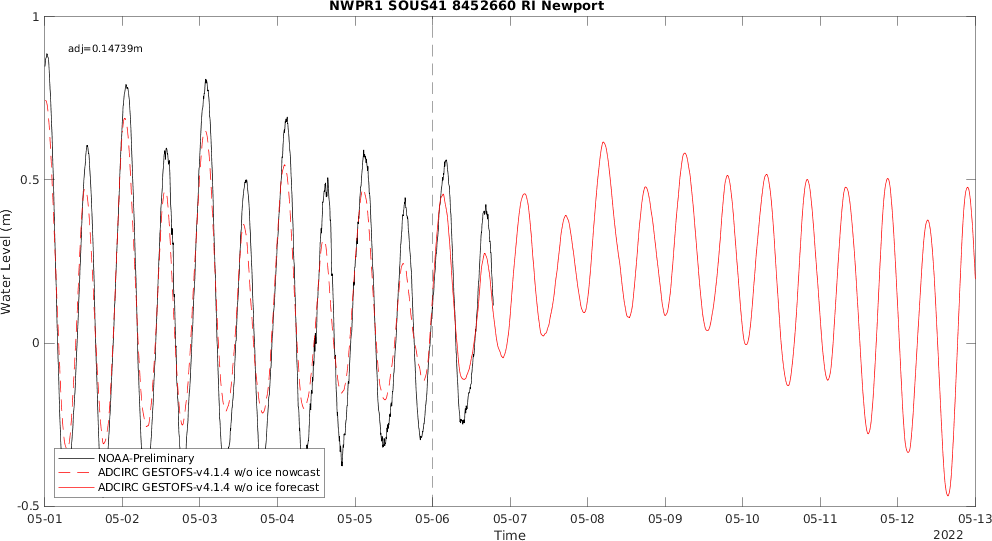 NWPR1 SOUS41 8452660 RI Newport
1
adj=0.14739m
0.5
Water Level (m)
0
NOAA-Preliminary
ADCIRC GESTOFS-v4.1.4 w/o ice nowcast
ADCIRC GESTOFS-v4.1.4 w/o ice forecast
-0.5
05-01 05-02 05-03 05-04 05-05 05-06 05-07 05-08 05-09 05-10 05-11 05-12 05-13
Time
2022